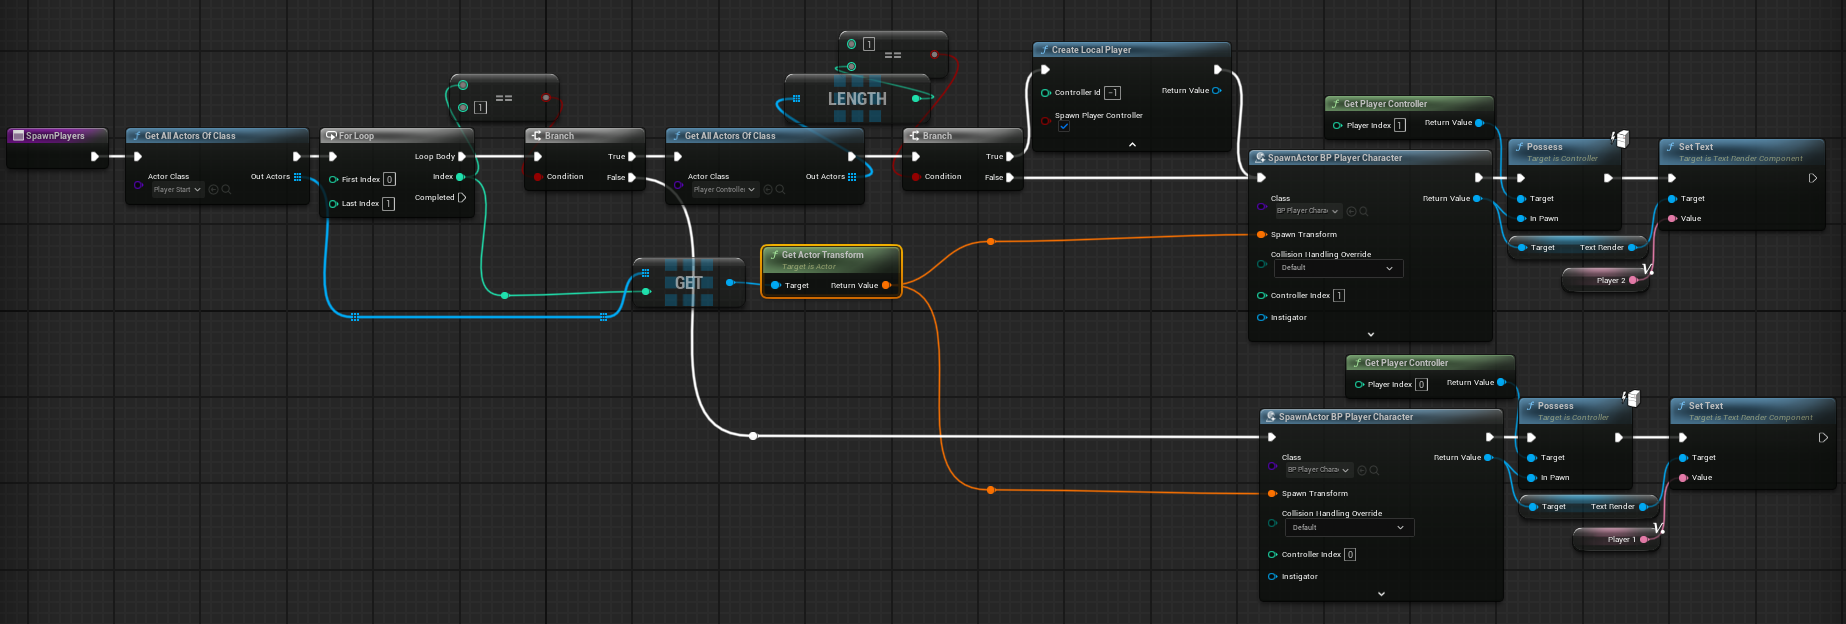 SpawnPlayers
Get All Actors Of Class
Actor Class
Player Start
Out Actors
For Loop
Loop Body
First Index 0
Index
Last Index 1
Completed
==
1
Branch
True
Condition
False
Get All Actors Of Class
Actor Class
Player Controller
Out Actors
1
==
LENGTH
Branch
True
Condition
False
Create Local Player
Controller Id -1
Return Value
Spawn Player Controller
GET
Get Actor Transform
Target is Actor
Target
Return Value
Get Player Controller
Player Index 1
Return Value
SpawnActor BP Player Character
Class
BP Player Chara
Return Value
Spawn Transform
Collision Handling Override
Default
Controller Index 1
Instigator
Possess
Target is Controller
Target
In Pawn
Target
Text Render
Player 2
Set Text
Target is Text Render Component
Target
Value
Get Player Controller
Player Index 0
Return Value
SpawnActor BP Player Character
Class
BP Player Chara
Return Value
Spawn Transform
Collision Handling Override
Default
Controller Index 0
Instigator
Possess
Target is Controller
Target
In Pawn
Target
Text Render
Player 1
Set Text
Target is Text Render Component
Target
Value